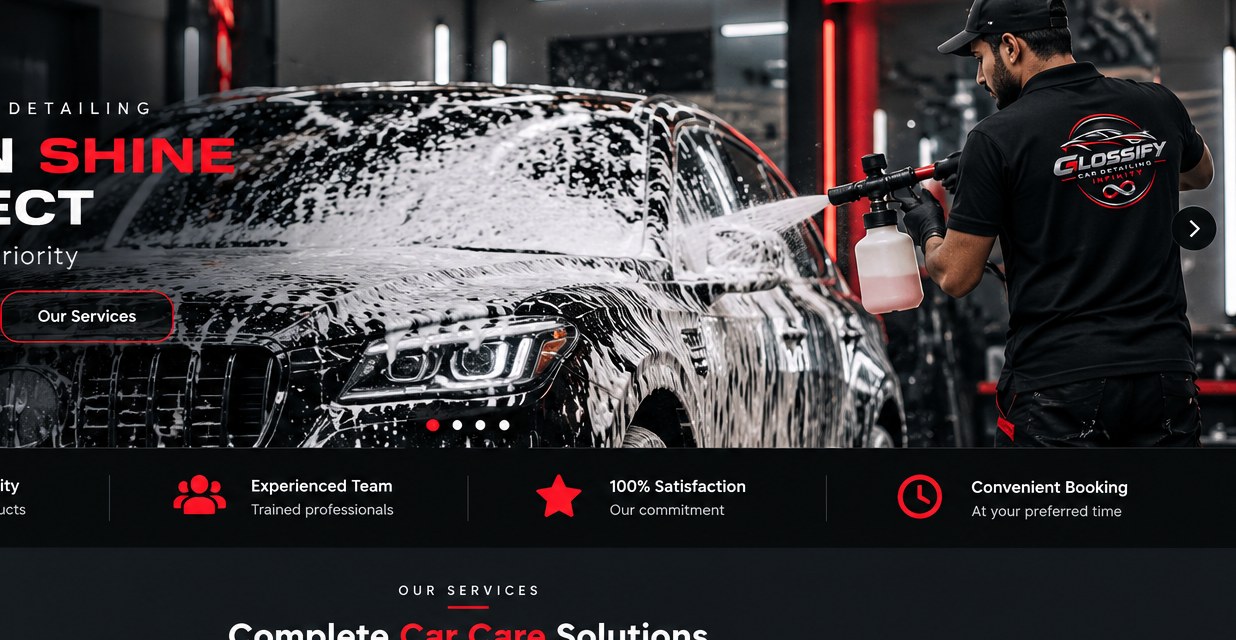 DETAILING
N SHINE
ECT
riority
Our Services
GLOSSIFY
CAR DETAILING
INFINITY
ity
ucts
Experienced Team
Trained professionals
100% Satisfaction
Our commitment
Convenient Booking
At your preferred time
OUR SERVICES
Complete Car Care Solutions